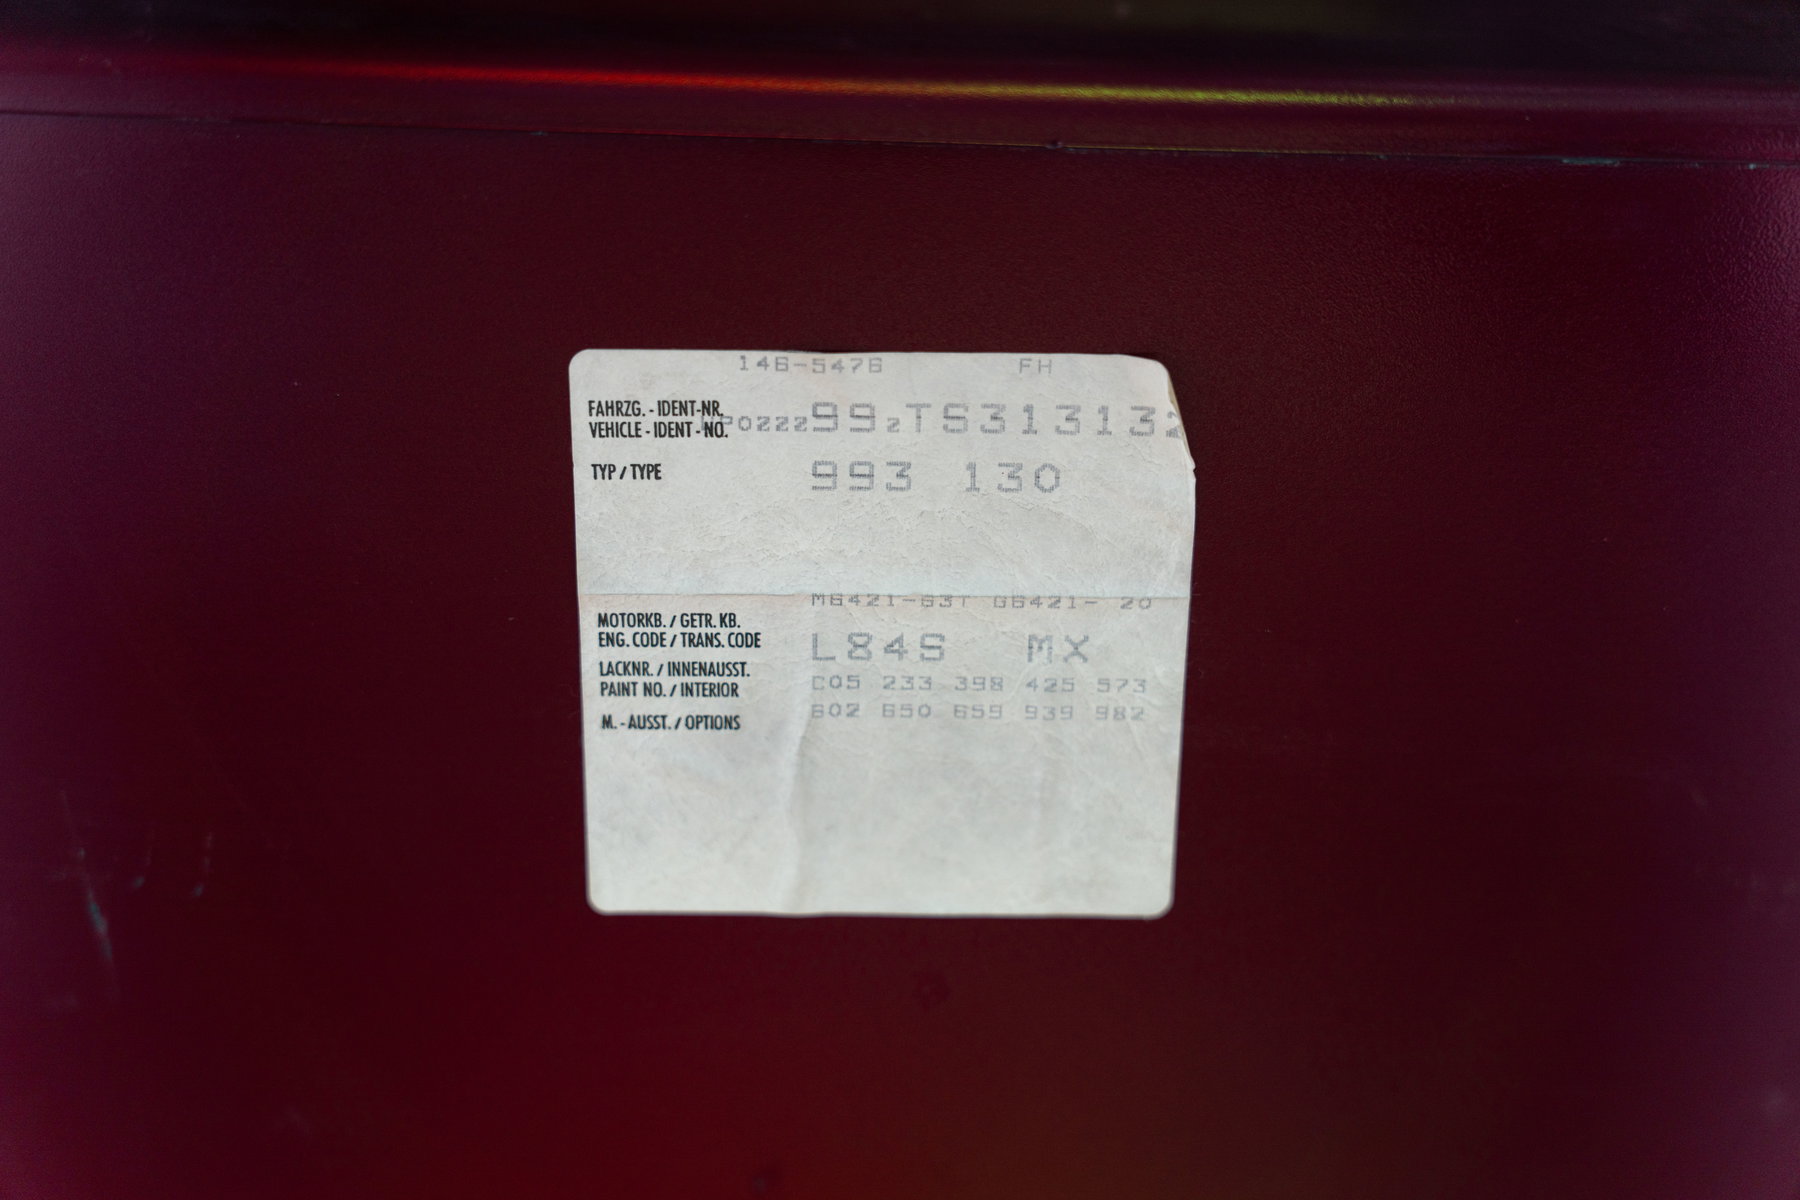 146-5476 FH
FAHRZG. - IDENT-NR.
VEHICLE - IDENT - NO. WP0ZZZ99ZTS313132
TYP / TYPE 993 130
M6421-63T G6421- 20
MOTORKB. / GETR. KB.
ENG. CODE / TRANS. CODE L84S MX
LACKNR. / INNENAUSST.
PAINT NO. / INTERIOR C05 233 398 425 573
M. - AUSST. / OPTIONS 602 650 659 939 982